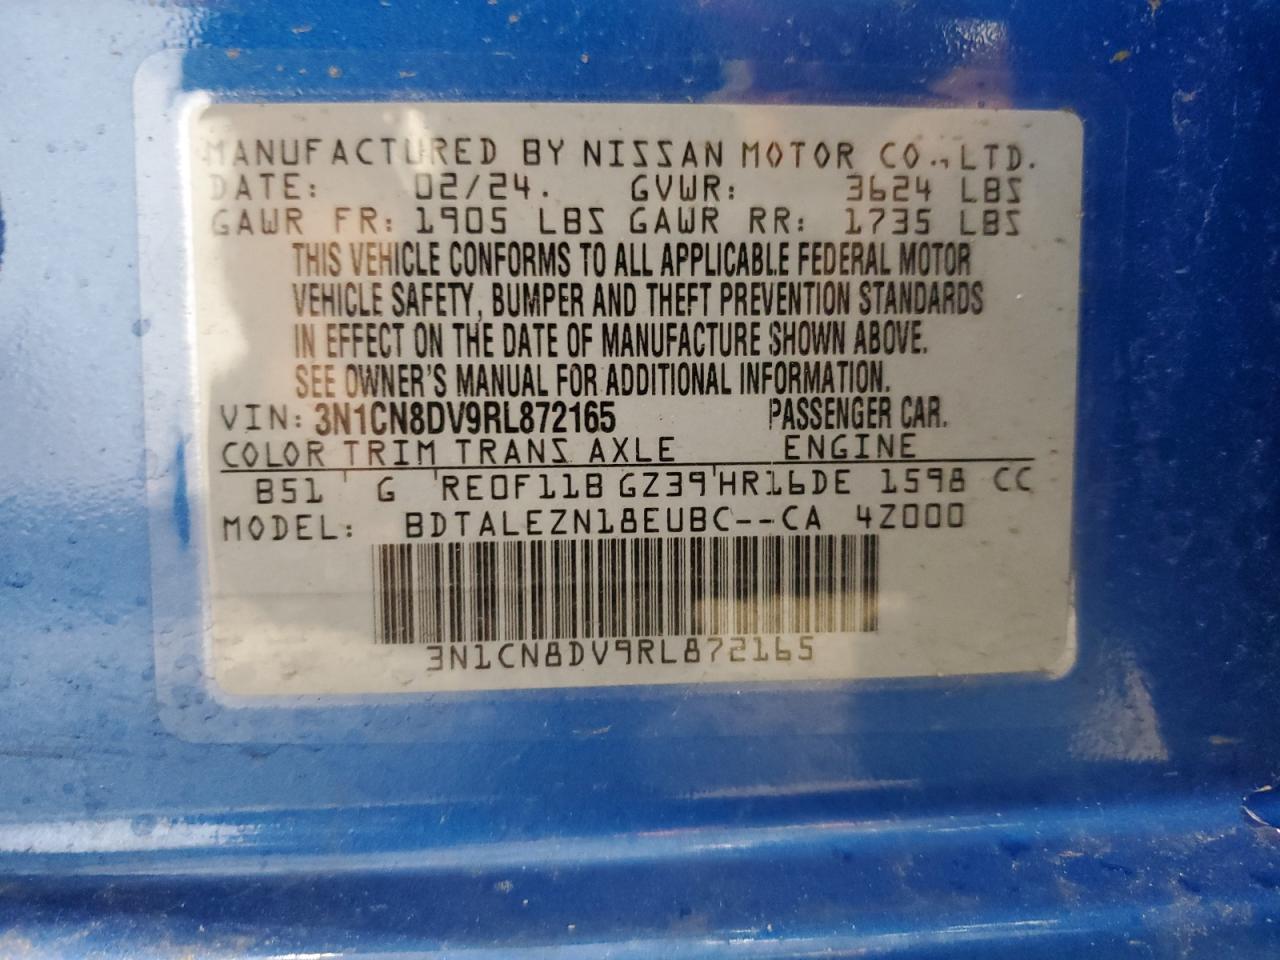 MANUFACTURED BY NISSAN MOTOR CO., LTD.
DATE: 02/24. GVWR: 3624 LBS
GAWR FR: 1905 LBS GAWR RR: 1735 LBS
THIS VEHICLE CONFORMS TO ALL APPLICABLE FEDERAL MOTOR
VEHICLE SAFETY, BUMPER AND THEFT PREVENTION STANDARDS
IN EFFECT ON THE DATE OF MANUFACTURE SHOWN ABOVE.
SEE OWNER'S MANUAL FOR ADDITIONAL INFORMATION.
VIN: 3N1CN8DV9RL872165 PASSENGER CAR.
COLOR TRIM TRANS AXLE ENGINE
B51 G RE0F11B GZ39 HR16DE 1598 CC
MODEL: BDTALEZN18EUBC--CA 4Z000
3N1CN8DV9RL872165